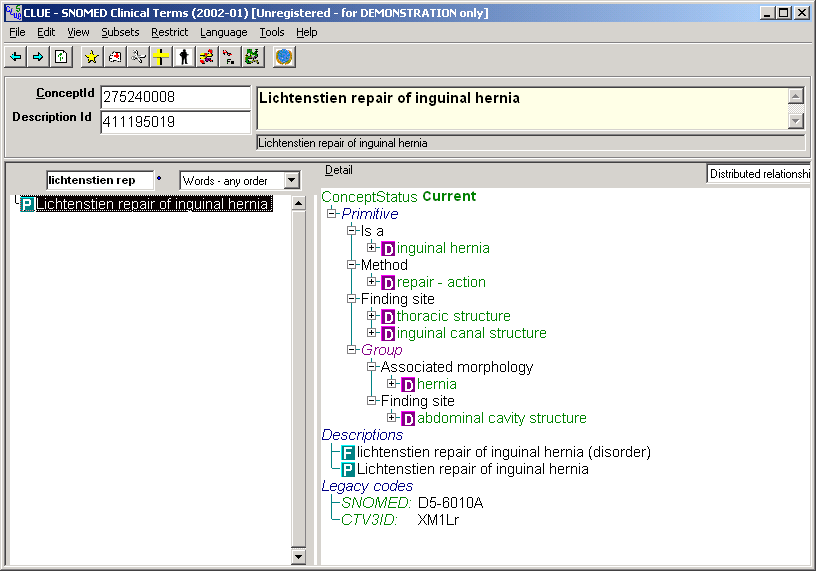 CLUE - SNOMED Clinical Terms (2002-01) [Unregistered - for DEMONSTRATION only]
File Edit View Subsets Restrict Language Tools Help
ConceptId 275240008
Lichtenstien repair of inguinal hernia
Description Id 411195019
Lichtenstien repair of inguinal hernia
lichtenstien rep Words - any order
Detail Distributed relationshi
P Lichtenstien repair of inguinal hernia
ConceptStatus Current
Primitive
Is a
D inguinal hernia
Method
D repair - action
Finding site
D thoracic structure
D inguinal canal structure
Group
Associated morphology
D hernia
Finding site
D abdominal cavity structure
Descriptions
F lichtenstien repair of inguinal hernia (disorder)
P Lichtenstien repair of inguinal hernia
Legacy codes
SNOMED: D5-6010A
CTV3ID: XM1Lr